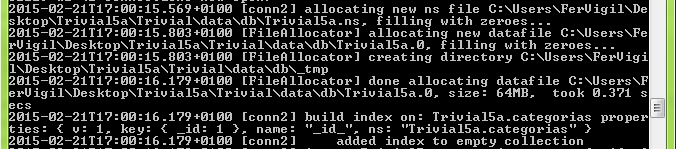 2015-02-21T17:00:15.569+0100 [conn2] allocating new ns file C:\Users\FerVigil\
Desktop\Trivial5a\Trivial\data\db\Trivial5a.ns, filling with zeroes...
2015-02-21T17:00:15.803+0100 [FileAllocator] allocating new datafile C:\Users\Fe
rVigil\Desktop\Trivial5a\Trivial\data\db\Trivial5a.0, filling with zeroes...
2015-02-21T17:00:15.803+0100 [FileAllocator] creating directory C:\Users\FerVigi
l\Desktop\Trivial5a\Trivial\data\db\_tmp
2015-02-21T17:00:16.179+0100 [FileAllocator] done allocating datafile C:\Users\F
erVigil\Desktop\Trivial5a\Trivial\data\db\Trivial5a.0, size: 64MB, took 0.371 s
ecs
2015-02-21T17:00:16.179+0100 [conn2] build index on: Trivial5a.categorias proper
ties: { v: 1, key: { _id: 1 }, name: "_id_", ns: "Trivial5a.categorias" }
2015-02-21T17:00:16.179+0100 [conn2] added index to empty collection